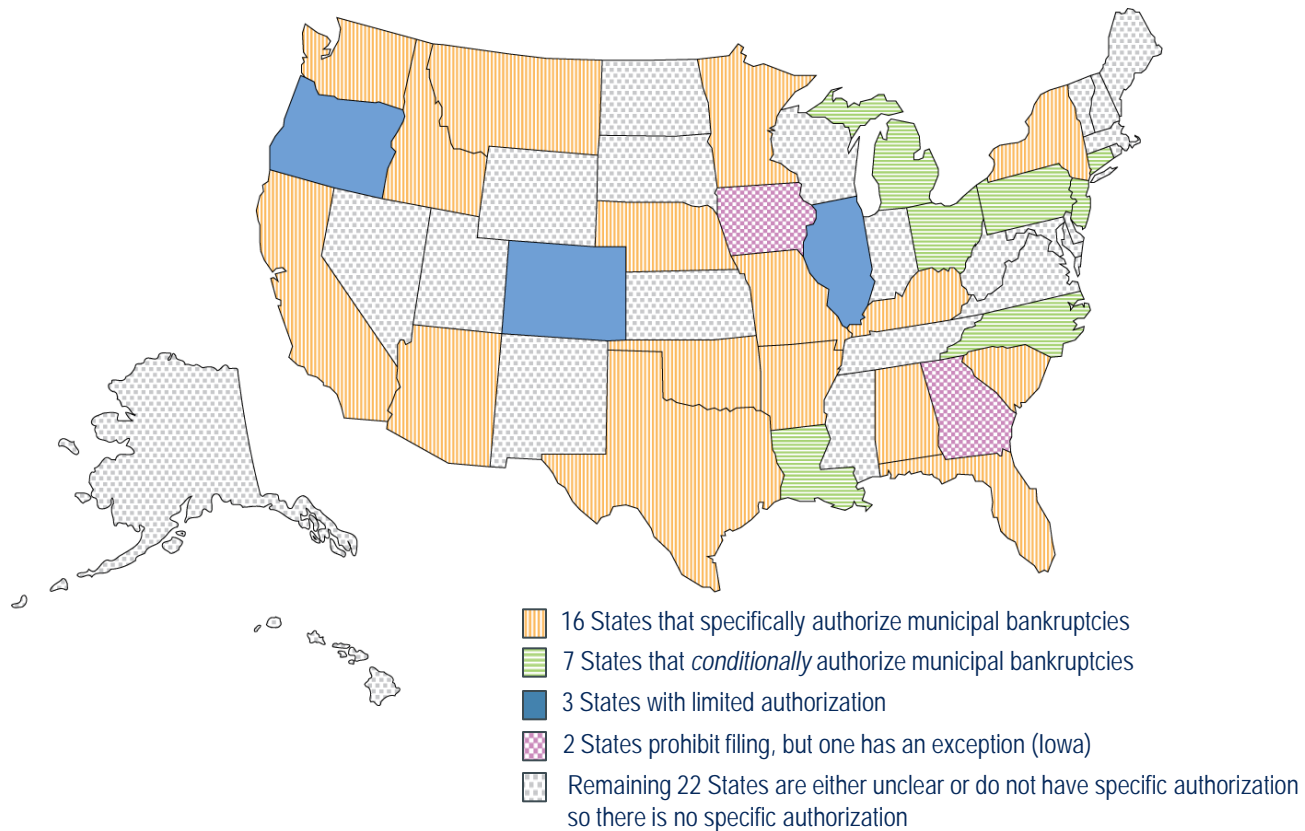 16 States that specifically authorize municipal bankruptcies
7 States that conditionally authorize municipal bankruptcies
3 States with limited authorization
2 States prohibit filing, but one has an exception (Iowa)
Remaining 22 States are either unclear or do not have specific authorization
so there is no specific authorization